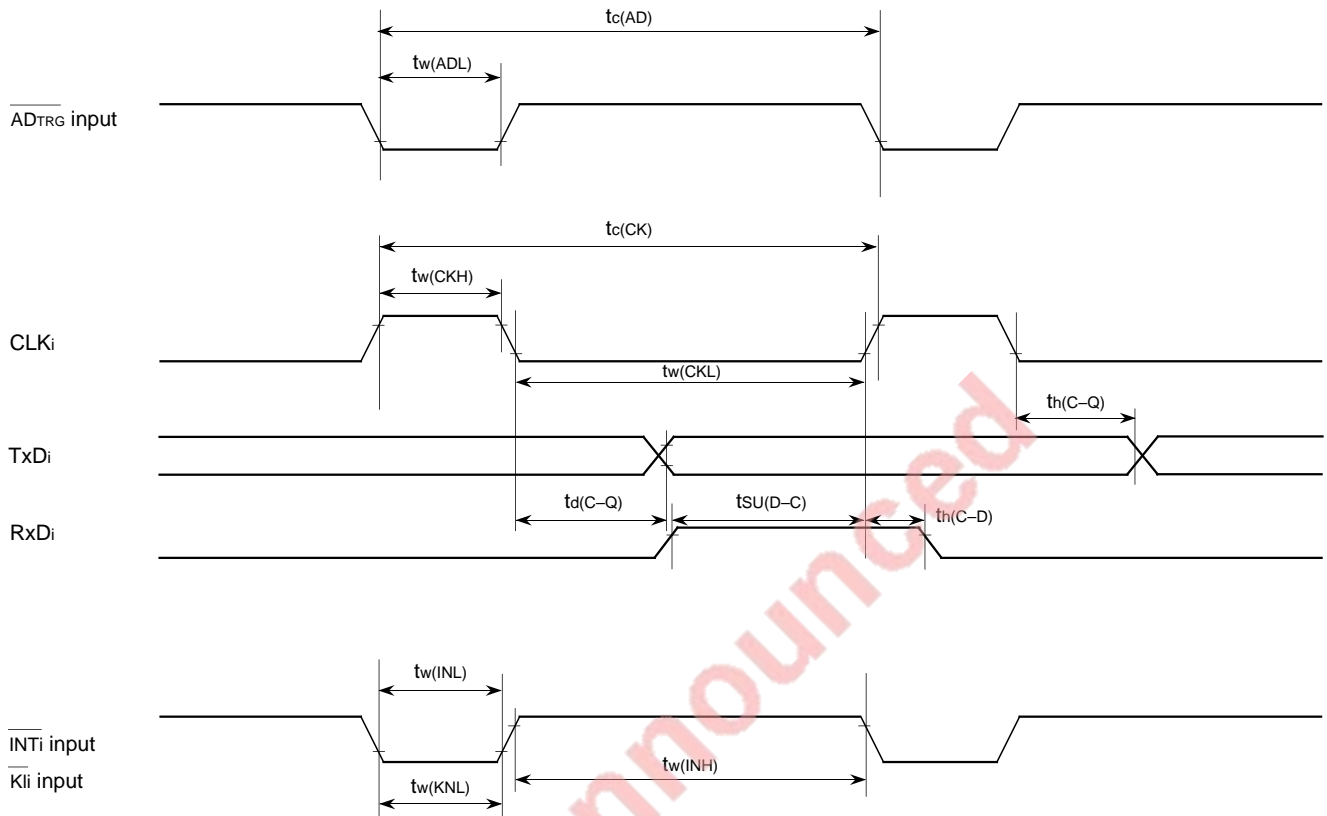 tc(AD)
tw(ADL)
ADTRG input
tc(CK)
tw(CKH)
CLKi
tw(CKL)
th(C–Q)
TxDi
td(C–Q)
tSU(D–C)
th(C–D)
RxDi
tw(INL)
INTi input
KIi input
tw(INH)
tw(KNL)
nnounced